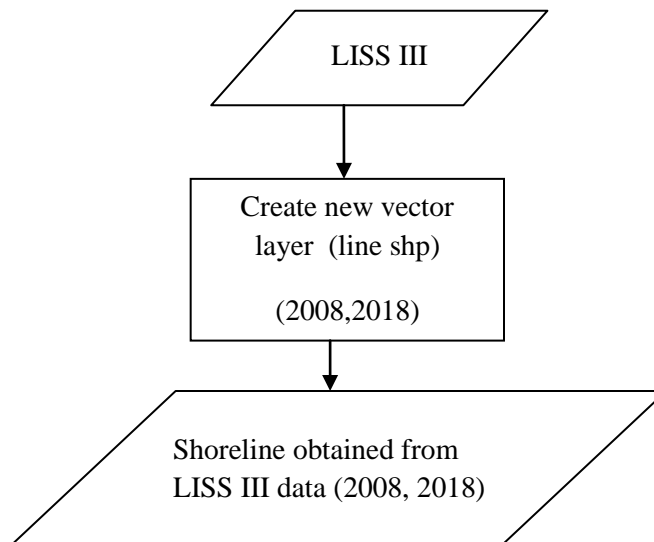 LISS III
Create new vector
layer (line shp)
(2008,2018)
Shoreline obtained from
LISS III data (2008, 2018)